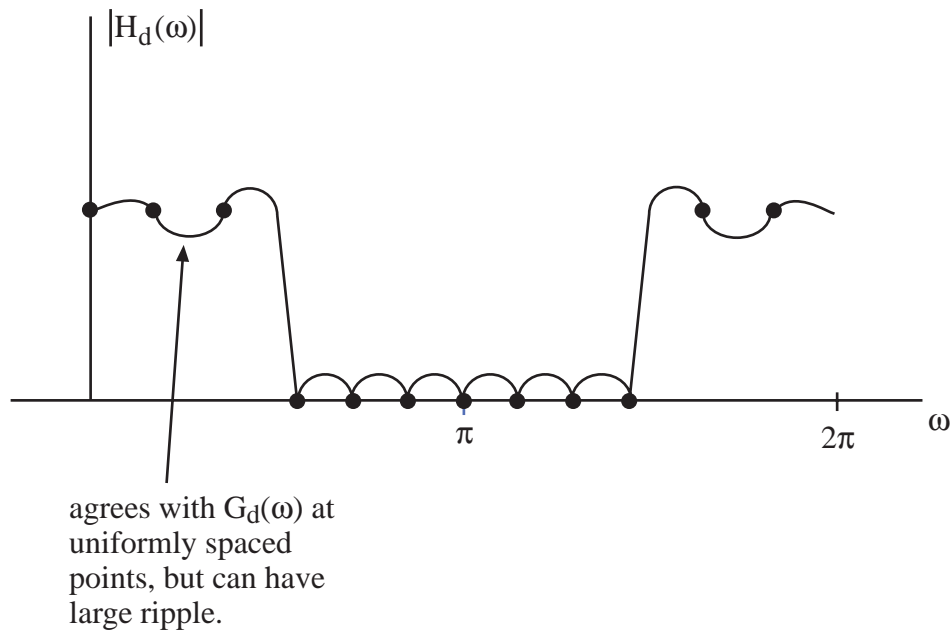 |H_d(ω)|
π
2π
ω
agrees with G_d(ω) at
uniformly spaced
points, but can have
large ripple.